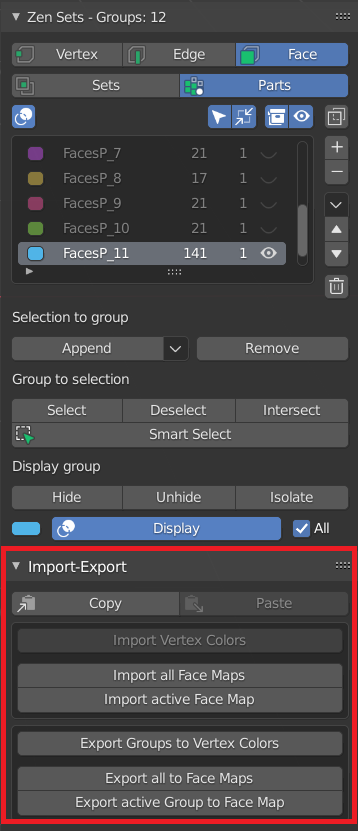 Zen Sets - Groups: 12
Vertex Edge Face
Sets Parts
FacesP_7 21 1
FacesP_8 17 1
FacesP_9 21 1
FacesP_10 21 1
FacesP_11 141 1
Selection to group
Append Remove
Group to selection
Select Deselect Intersect
Smart Select
Display group
Hide Unhide Isolate
Display All
Import-Export
Copy Paste
Import Vertex Colors
Import all Face Maps
Import active Face Map
Export Groups to Vertex Colors
Export all to Face Maps
Export active Group to Face Map